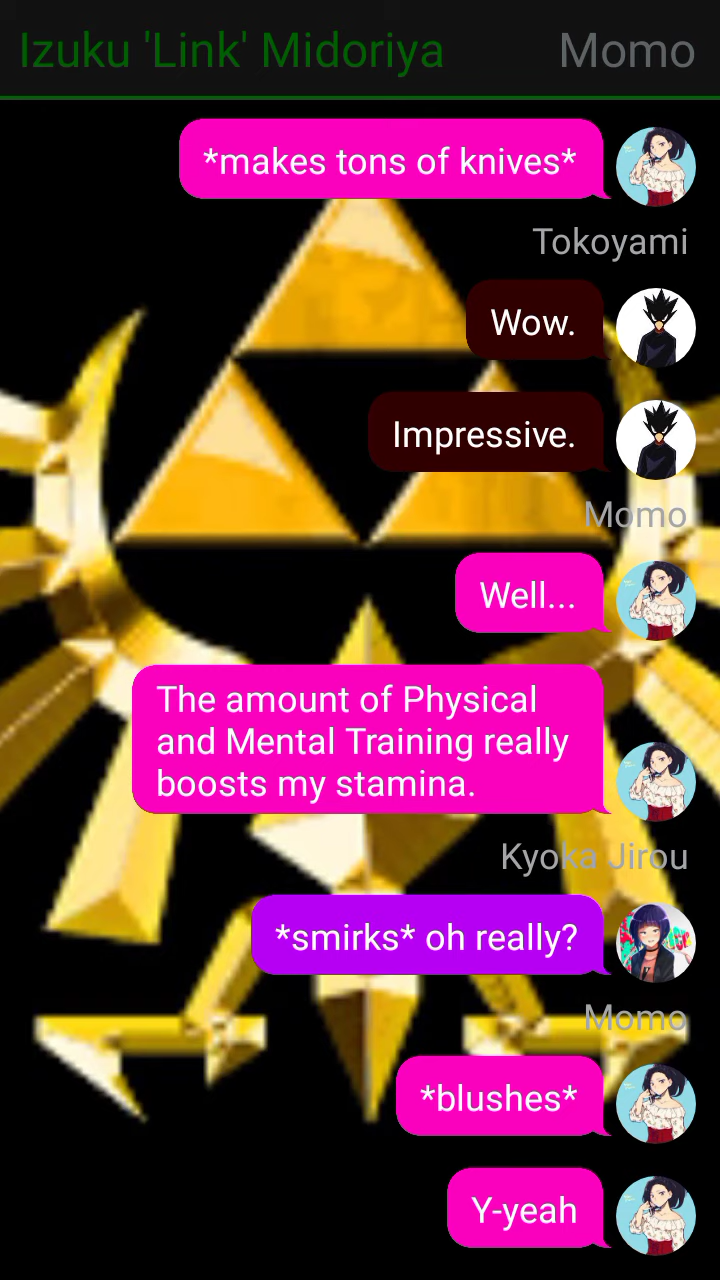 Izuku 'Link' Midoriya Momo
*makes tons of knives*
Tokoyami
Wow.
Impressive.
Momo
Well...
The amount of Physical
and Mental Training really
boosts my stamina.
Kyoka Jirou
*smirks* oh really?
Momo
*blushes*
Y-yeah